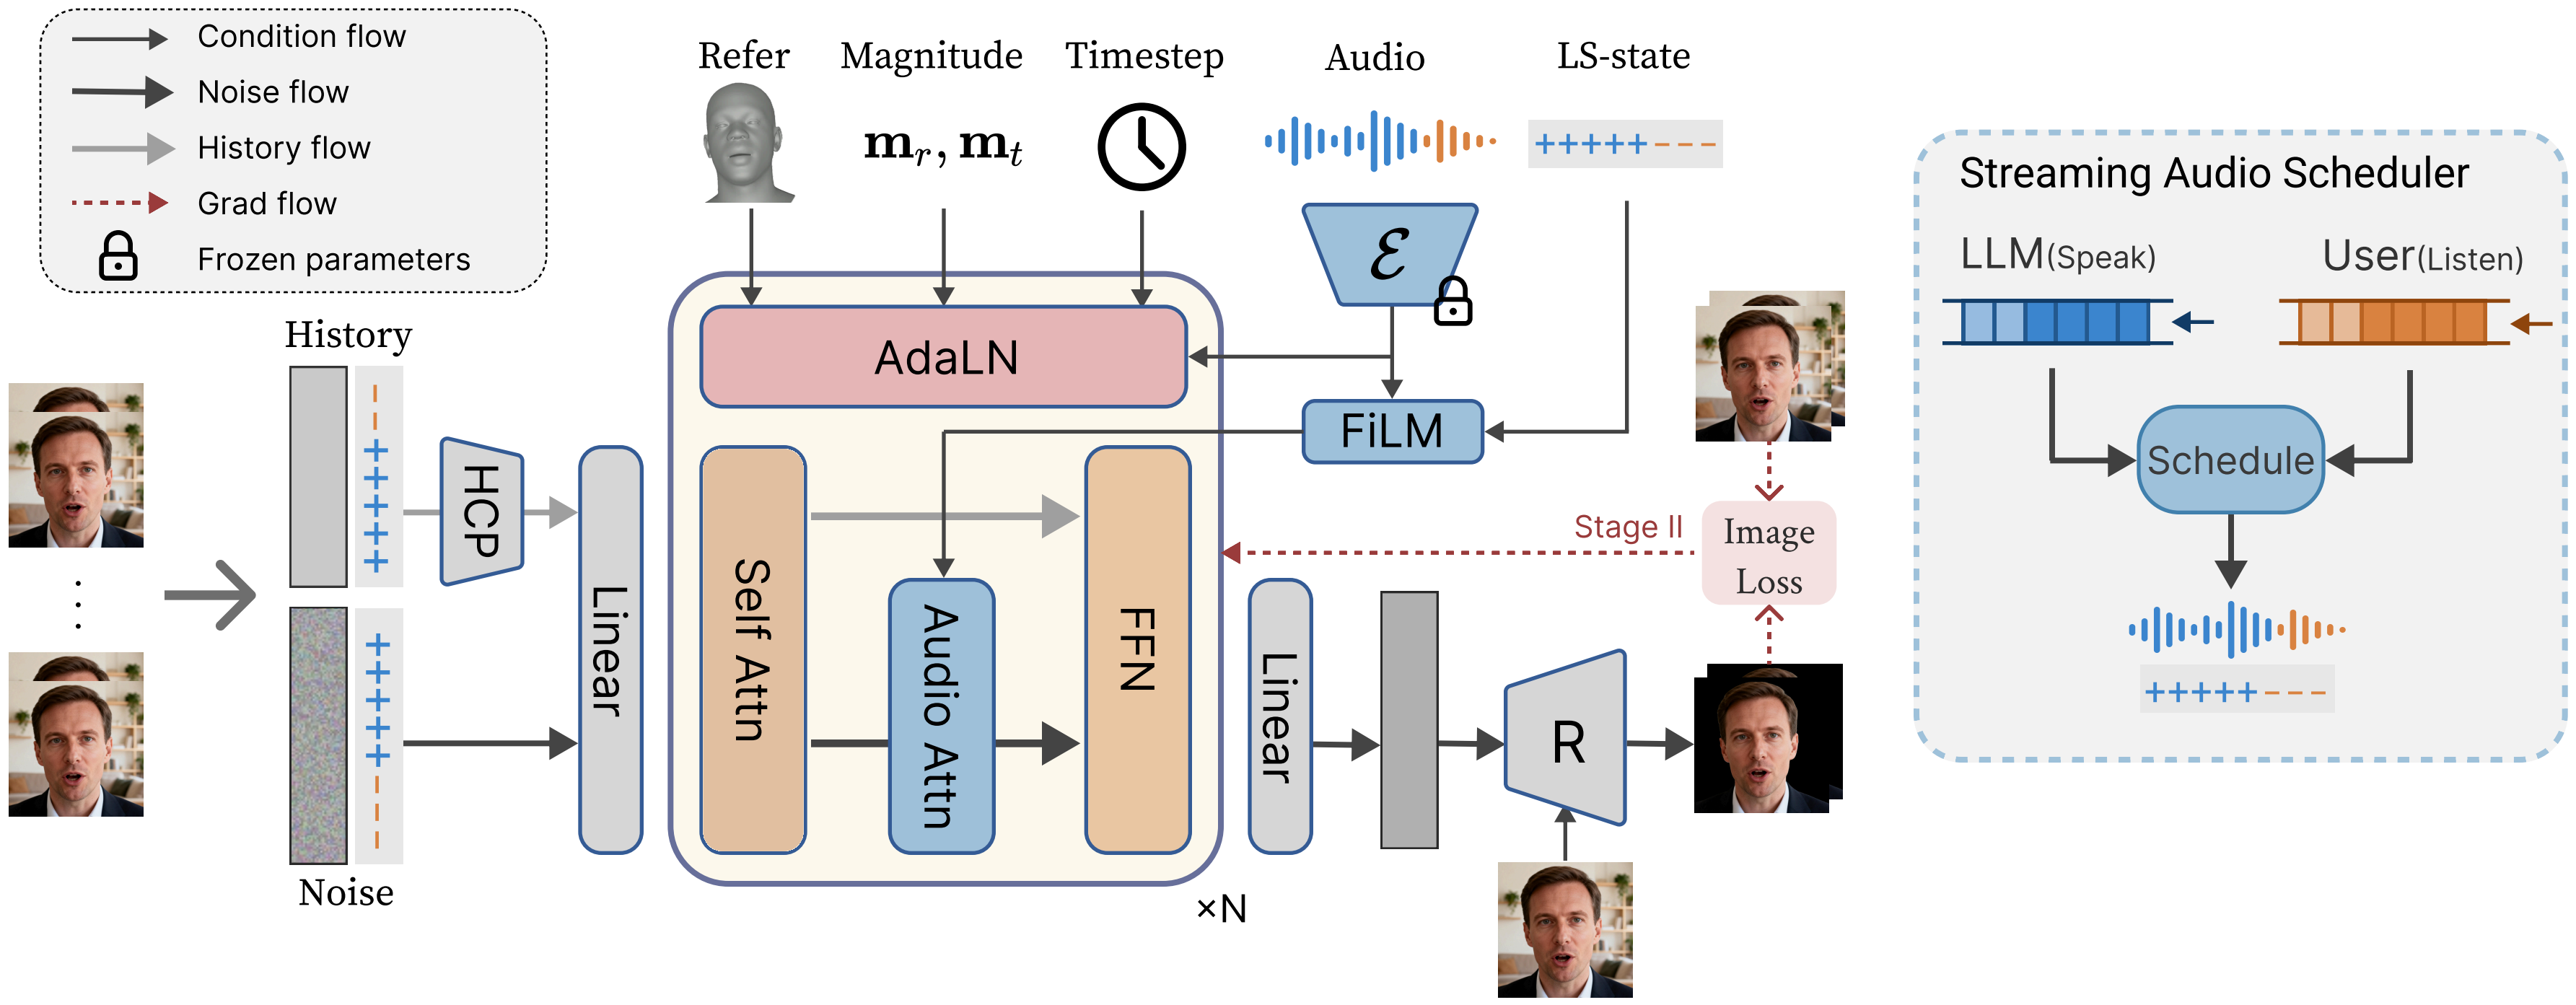 Condition flow
Noise flow
History flow
Grad flow
Frozen parameters
Refer
Magnitude
Timestep
Audio
LS-state
m_r, m_t
+++++ − − −
ℰ
AdaLN
FiLM
History
− − + + + + +
HCP
Linear
Self Attn
Audio Attn
FFN
Noise
+ + + + + − − −
×N
Linear
R
Stage II
Image
Loss
Streaming Audio Scheduler
LLM(Speak)
User(Listen)
Schedule
+++++ − − −